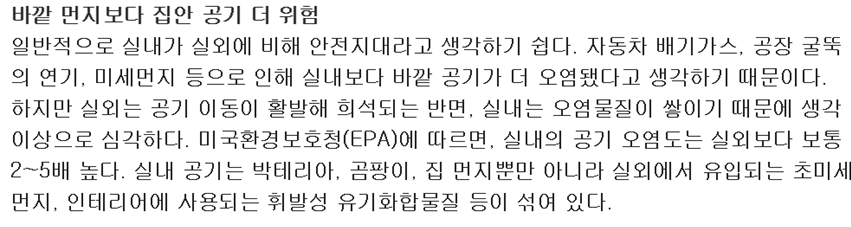 바깥 먼지보다 집안 공기 더 위험
일반적으로 실내가 실외에 비해 안전지대라고 생각하기 쉽다. 자동차 배기가스, 공장 굴뚝
의 연기, 미세먼지 등으로 인해 실내보다 바깥 공기가 더 오염됐다고 생각하기 때문이다.
하지만 실외는 공기 이동이 활발해 희석되는 반면, 실내는 오염물질이 쌓이기 때문에 생각
이상으로 심각하다. 미국환경보호청(EPA)에 따르면, 실내의 공기 오염도는 실외보다 보통
2~5배 높다. 실내 공기는 박테리아, 곰팡이, 집 먼지뿐만 아니라 실외에서 유입되는 초미세
먼지, 인테리어에 사용되는 휘발성 유기화합물질 등이 섞여 있다.